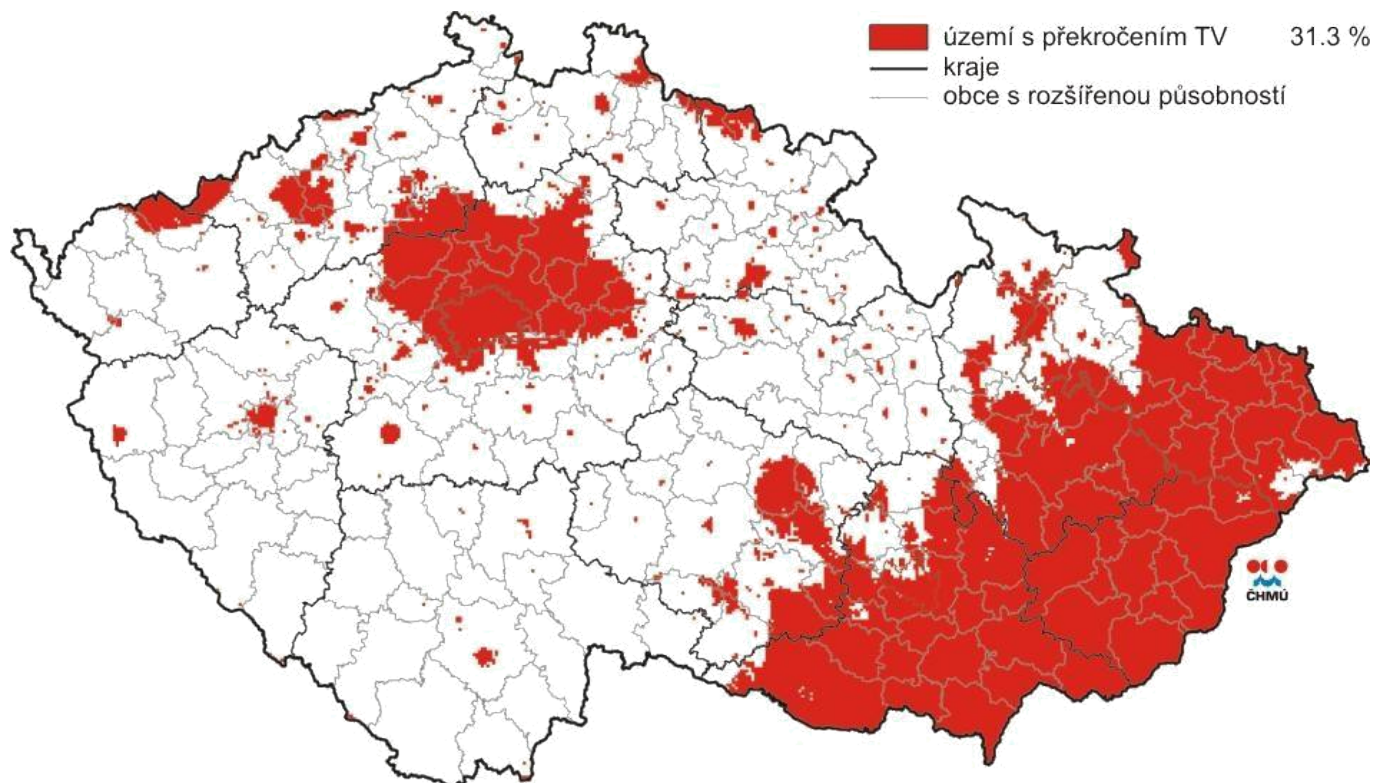 území s překročením TV 31.3 %
kraje
obce s rozšířenou působností
ČHMÚ